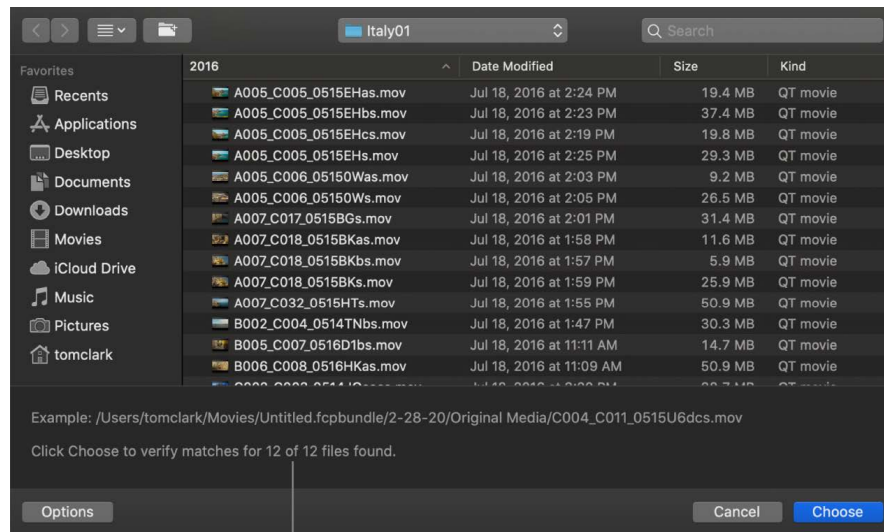 Italy01
Search
Favorites
2016 Date Modified Size Kind
Recents
Applications
Desktop
Documents
Downloads
Movies
iCloud Drive
Music
Pictures
tomclark
A005_C005_0515EHas.mov Jul 18, 2016 at 2:24 PM 19.4 MB QT movie
A005_C005_0515EHbs.mov Jul 18, 2016 at 2:23 PM 37.4 MB QT movie
A005_C005_0515EHcs.mov Jul 18, 2016 at 2:19 PM 19.8 MB QT movie
A005_C005_0515EHs.mov Jul 18, 2016 at 2:25 PM 29.3 MB QT movie
A005_C006_05150Was.mov Jul 18, 2016 at 2:03 PM 9.2 MB QT movie
A005_C006_05150Ws.mov Jul 18, 2016 at 2:05 PM 26.5 MB QT movie
A007_C017_0515BGs.mov Jul 18, 2016 at 2:01 PM 31.4 MB QT movie
A007_C018_0515BKas.mov Jul 18, 2016 at 1:58 PM 11.6 MB QT movie
A007_C018_0515BKbs.mov Jul 18, 2016 at 1:57 PM 5.9 MB QT movie
A007_C018_0515BKs.mov Jul 18, 2016 at 1:59 PM 25.9 MB QT movie
A007_C032_0515HTs.mov Jul 18, 2016 at 1:55 PM 50.9 MB QT movie
B002_C004_0514TNbs.mov Jul 18, 2016 at 1:47 PM 30.3 MB QT movie
B005_C007_0516D1bs.mov Jul 18, 2016 at 11:11 AM 14.7 MB QT movie
B006_C008_0516HKas.mov Jul 18, 2016 at 11:09 AM 50.9 MB QT movie
Example: /Users/tomclark/Movies/Untitled.fcpbundle/2-28-20/Original Media/C004_C011_0515U6dcs.mov
Click Choose to verify matches for 12 of 12 files found.
Options Cancel Choose